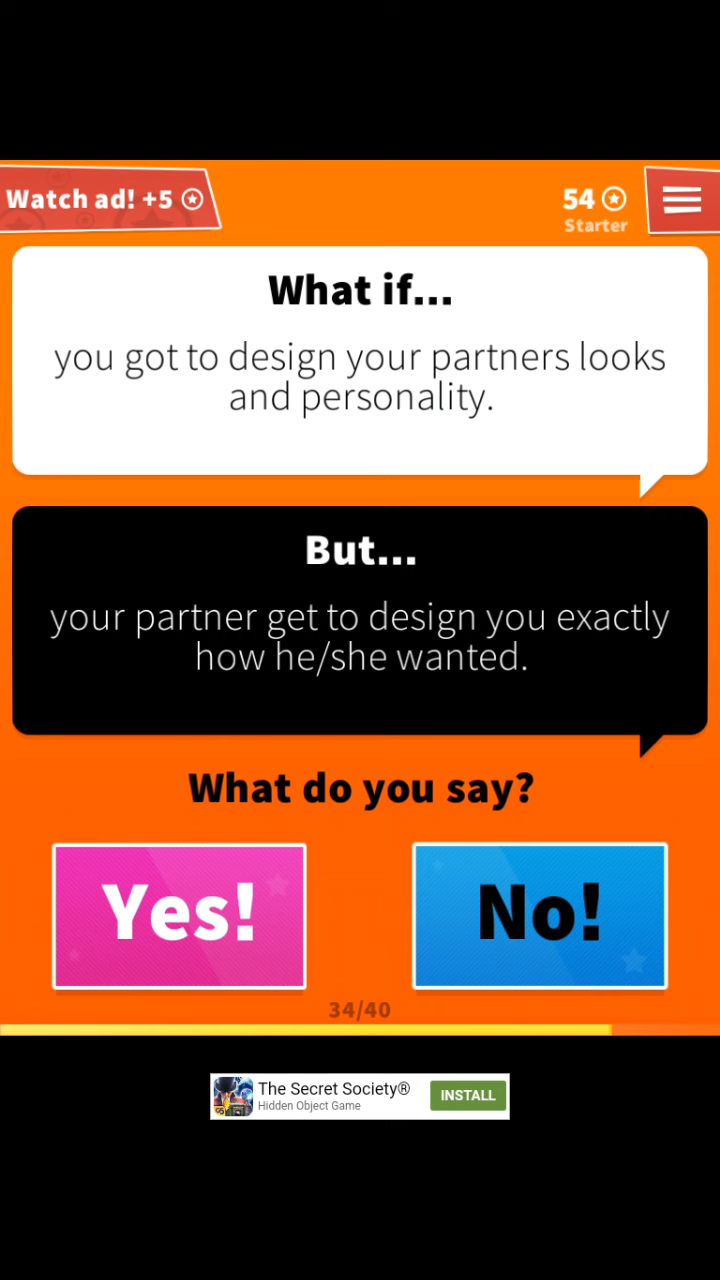 Watch ad! +5
54
Starter
What if...
you got to design your partners looks
and personality.
But...
your partner get to design you exactly
how he/she wanted.
What do you say?
Yes!
No!
34/40
The Secret Society®
Hidden Object Game
INSTALL